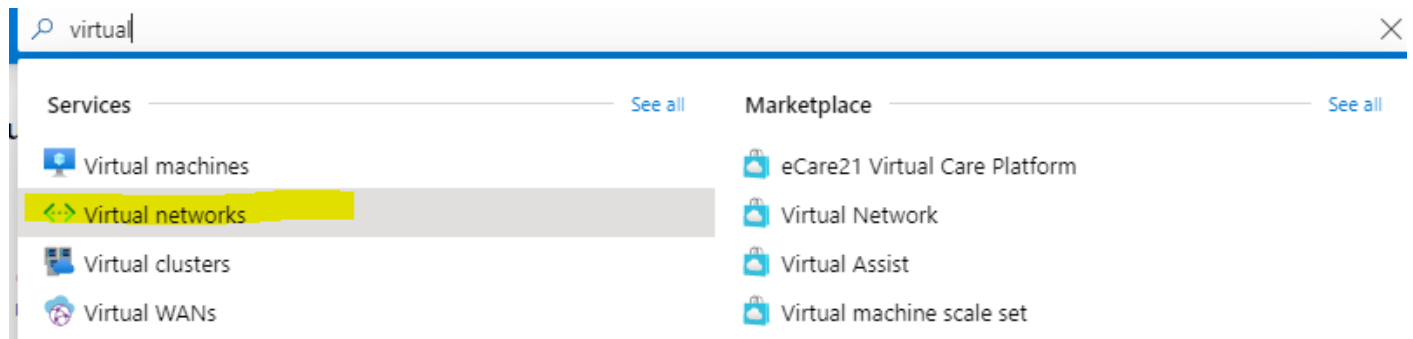 virtual
Services See all
Virtual machines
Virtual networks
Virtual clusters
Virtual WANs
Marketplace See all
eCare21 Virtual Care Platform
Virtual Network
Virtual Assist
Virtual machine scale set